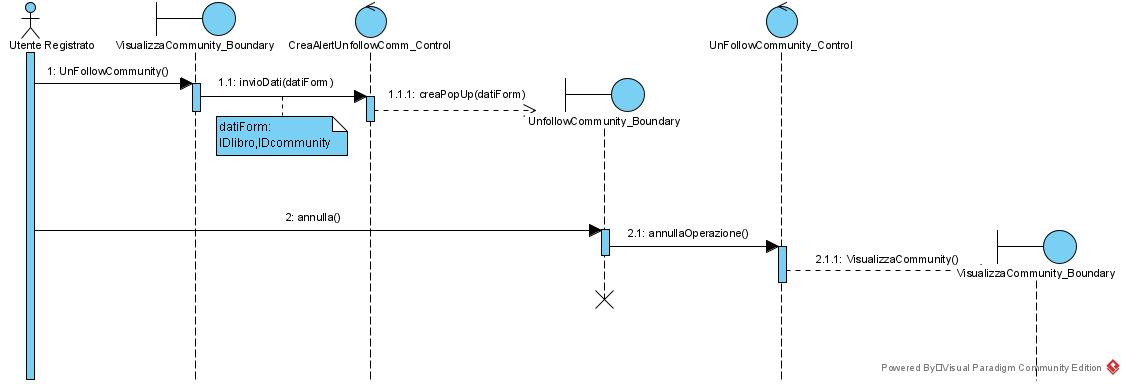 Utente Registrato
VisualizzaCommunity_Boundary
CreaAlertUnfollowComm_Control
UnFollowCommunity_Control
1: UnFollowCommunity()
1.1: invioDati(datiForm)
1.1.1: creaPopUp(datiForm)
UnfollowCommunity_Boundary
datiForm:
IDlibro,IDcommunity
2: annulla()
2.1: annullaOperazione()
2.1.1: VisualizzaCommunity()
VisualizzaCommunity_Boundary
Powered By Visual Paradigm Community Edition